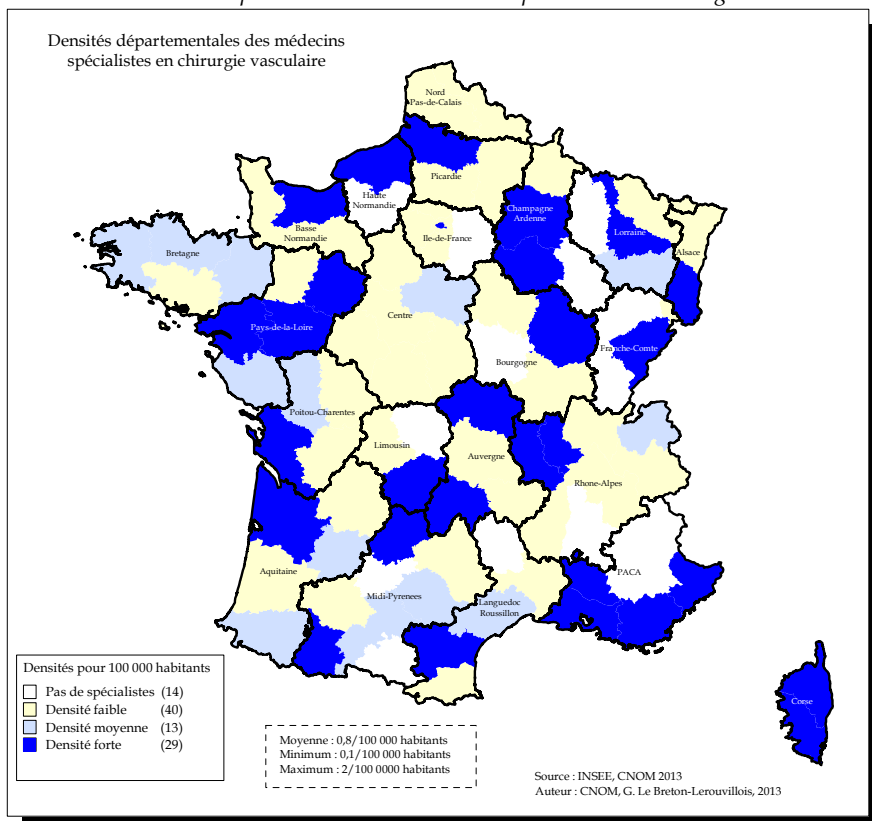 Densités départementales des médecins
spécialistes en chirurgie vasculaire
Nord
Pas-de-Calais
Picardie
Haute
Normandie
Champagne
Ardenne
Lorraine
Basse
Normandie
Ile-de-France
Alsace
Bretagne
Centre
Pays-de-la-Loire
Franche-Comte
Bourgogne
Poitou-Charentes
Limousin
Auvergne
Rhone-Alpes
Aquitaine
PACA
Midi-Pyrenees
Languedoc
Roussillon
Corse
Densités pour 100 000 habitants
Pas de spécialistes (14)
Densité faible (40)
Densité moyenne (13)
Densité forte (29)
Moyenne : 0,8/100 000 habitants
Minimum : 0,1/100 000 habitants
Maximum : 2/100 0000 habitants
Source : INSEE, CNOM 2013
Auteur : CNOM, G. Le Breton-Lerouvillois, 2013